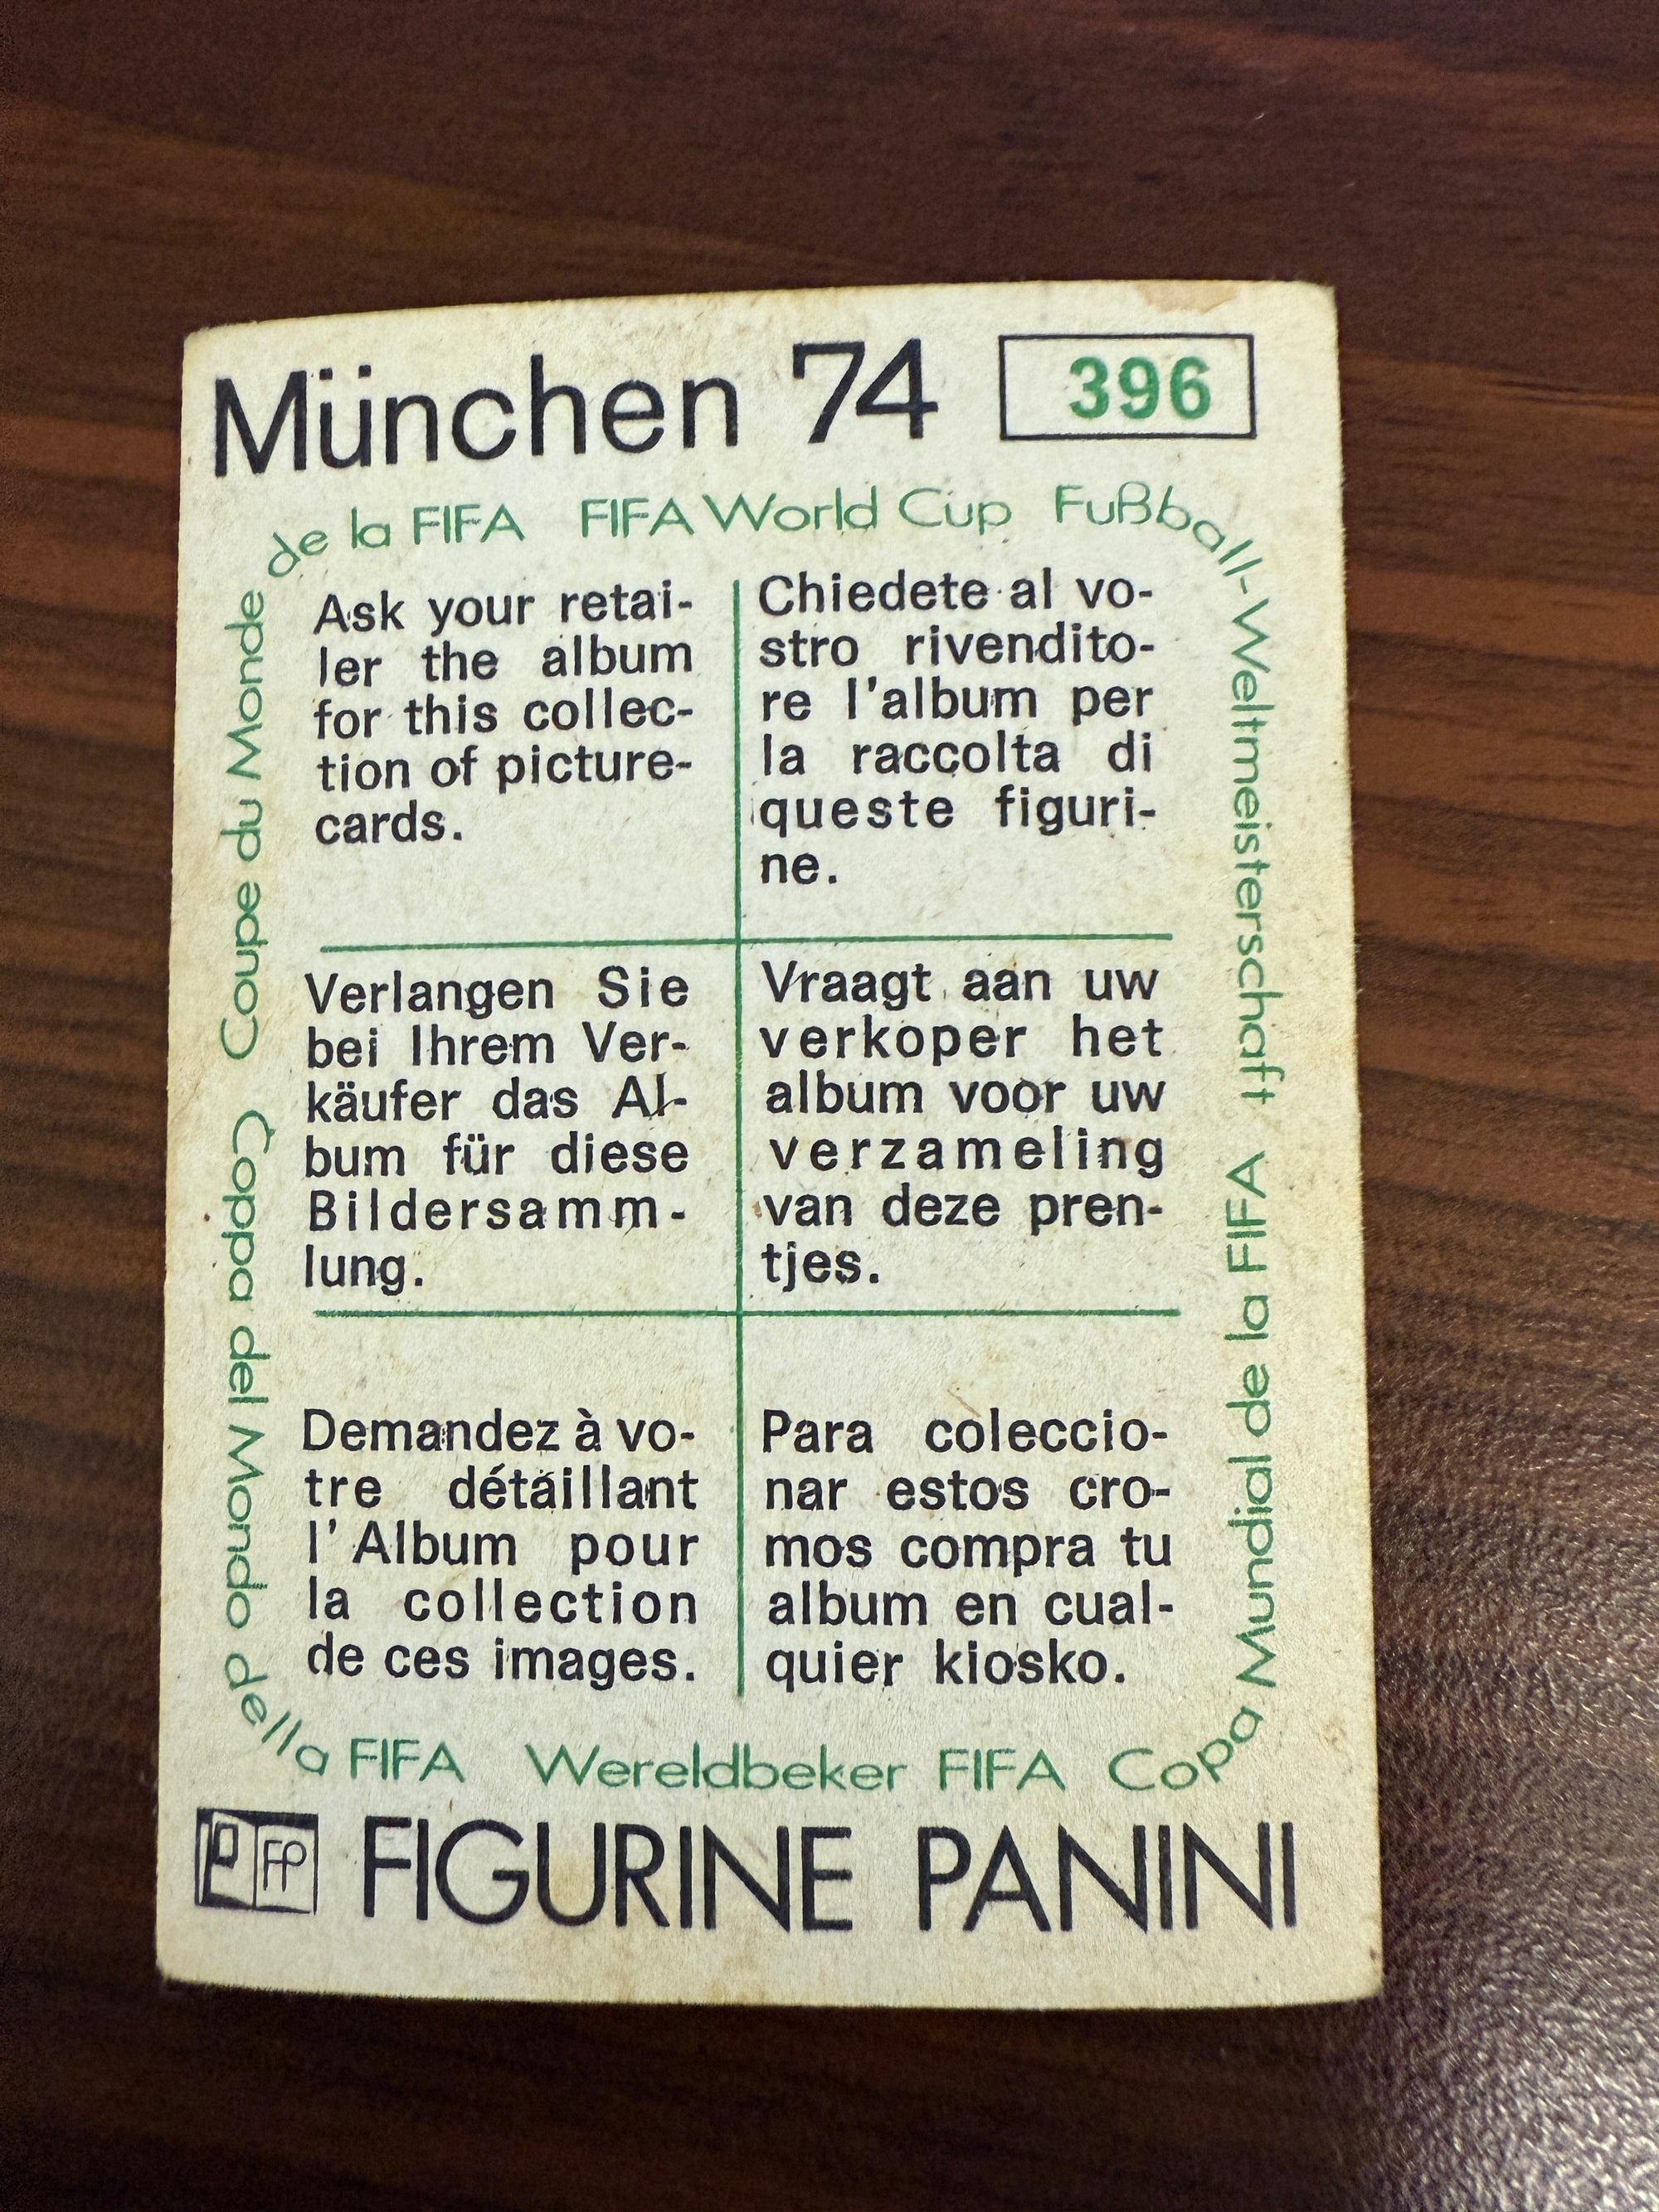 München 74 396
FIFA World Cup
Fußball-Weltmeisterschaft
Copa Mundial de la FIFA
Wereldbeker FIFA
Coppa del Mondo della FIFA
Coupe du Monde de la FIFA
Ask your retai-
ler the album
for this collec-
tion of picture-
cards.
Chiedete al vo-
stro rivendito-
re l'album per
la raccolta di
queste figuri-
ne.
Verlangen Sie
bei Ihrem Ver-
käufer das Al-
bum für diese
Bildersamm-
lung.
Vraagt aan uw
verkoper het
album voor uw
verzameling
van deze pren-
tjes.
Demandez à vo-
tre détaillant
l'Album pour
la collection
de ces images.
Para coleccio-
nar estos cro-
mos compra tu
album en cual-
quier kiosko.
P FP FIGURINE PANINI